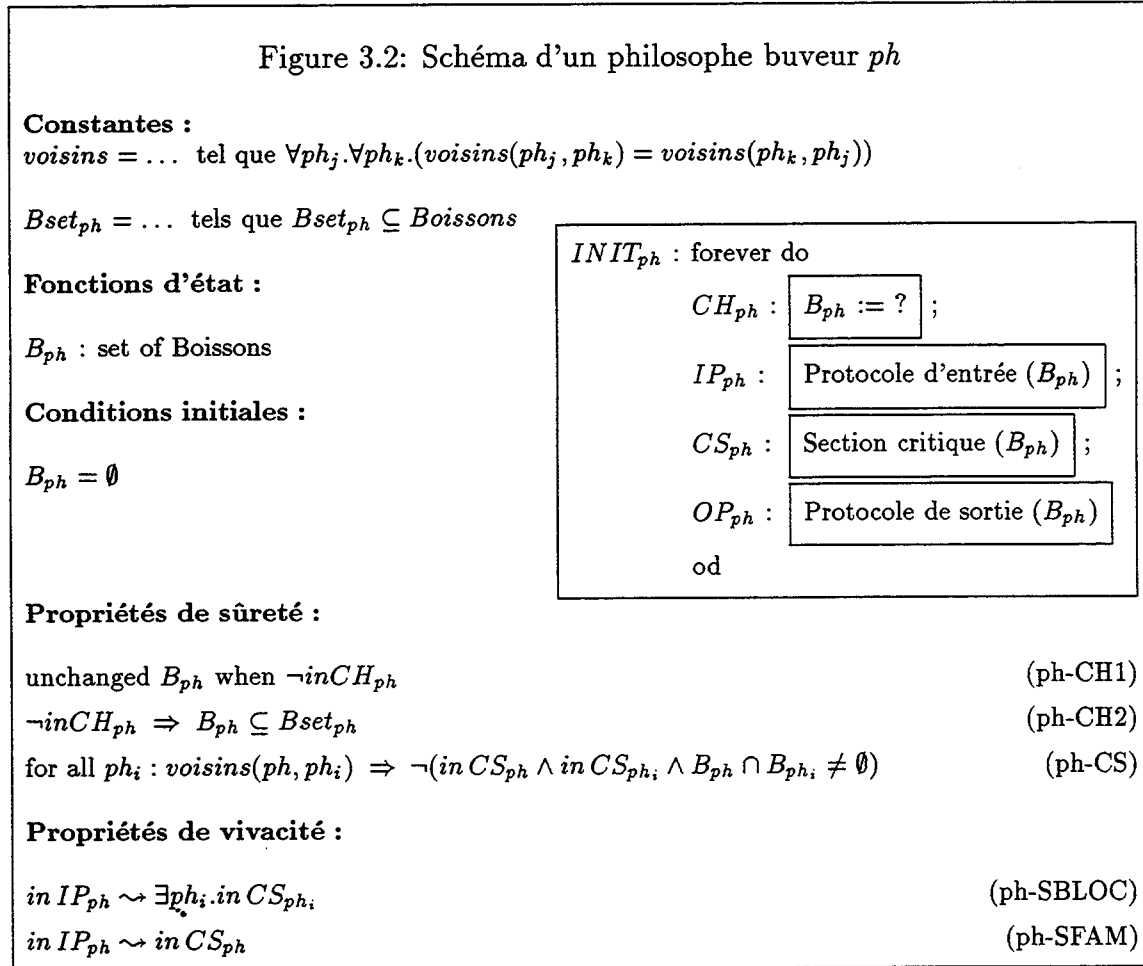 Figure 3.2: Schéma d'un philosophe buveur ph
Constantes :
voisins = ... tel que ∀ph_j.∀ph_k.(voisins(ph_j, ph_k) = voisins(ph_k, ph_j))
Bset_ph = ... tels que Bset_ph ⊆ Boissons
Fonctions d'état :
B_ph : set of Boissons
Conditions initiales :
B_ph = ∅
INIT_ph : forever do
CH_ph : B_ph := ? ;
IP_ph : Protocole d'entrée (B_ph) ;
CS_ph : Section critique (B_ph) ;
OP_ph : Protocole de sortie (B_ph)
od
Propriétés de sûreté :
unchanged B_ph when ¬inCH_ph (ph-CH1)
¬inCH_ph ⇒ B_ph ⊆ Bset_ph (ph-CH2)
for all ph_i : voisins(ph, ph_i) ⇒ ¬(in CS_ph ∧ in CS_ph_i ∧ B_ph ∩ B_ph_i ≠ ∅) (ph-CS)
Propriétés de vivacité :
in IP_ph ⇝ ∃ph_i.in CS_ph_i (ph-SBLOC)
in IP_ph ⇝ in CS_ph (ph-SFAM)